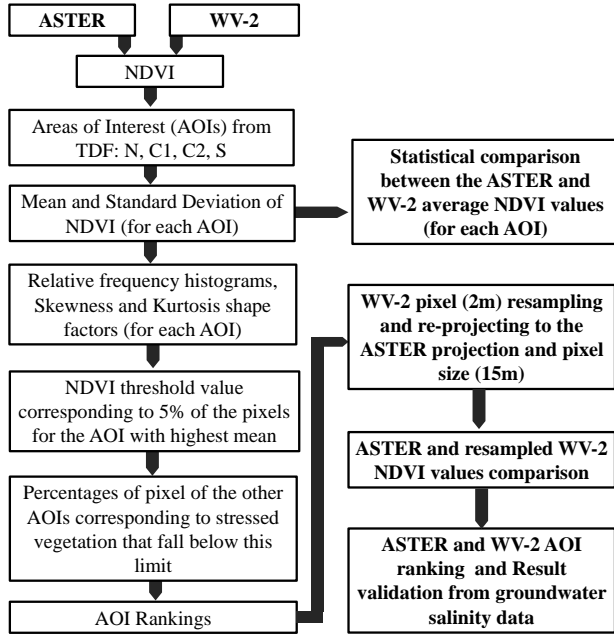 ASTER
WV-2
NDVI
Areas of Interest (AOIs) from
TDF: N, C1, C2, S
Mean and Standard Deviation of
NDVI (for each AOI)
Relative frequency histograms,
Skewness and Kurtosis shape
factors (for each AOI)
NDVI threshold value
corresponding to 5% of the pixels
for the AOI with highest mean
Percentages of pixel of the other
AOIs corresponding to stressed
vegetation that fall below this
limit
AOI Rankings
Statistical comparison
between the ASTER and
WV-2 average NDVI values
(for each AOI)
WV-2 pixel (2m) resampling
and re-projecting to the
ASTER projection and pixel
size (15m)
ASTER and resampled WV-2
NDVI values comparison
ASTER and WV-2 AOI
ranking and Result
validation from groundwater
salinity data